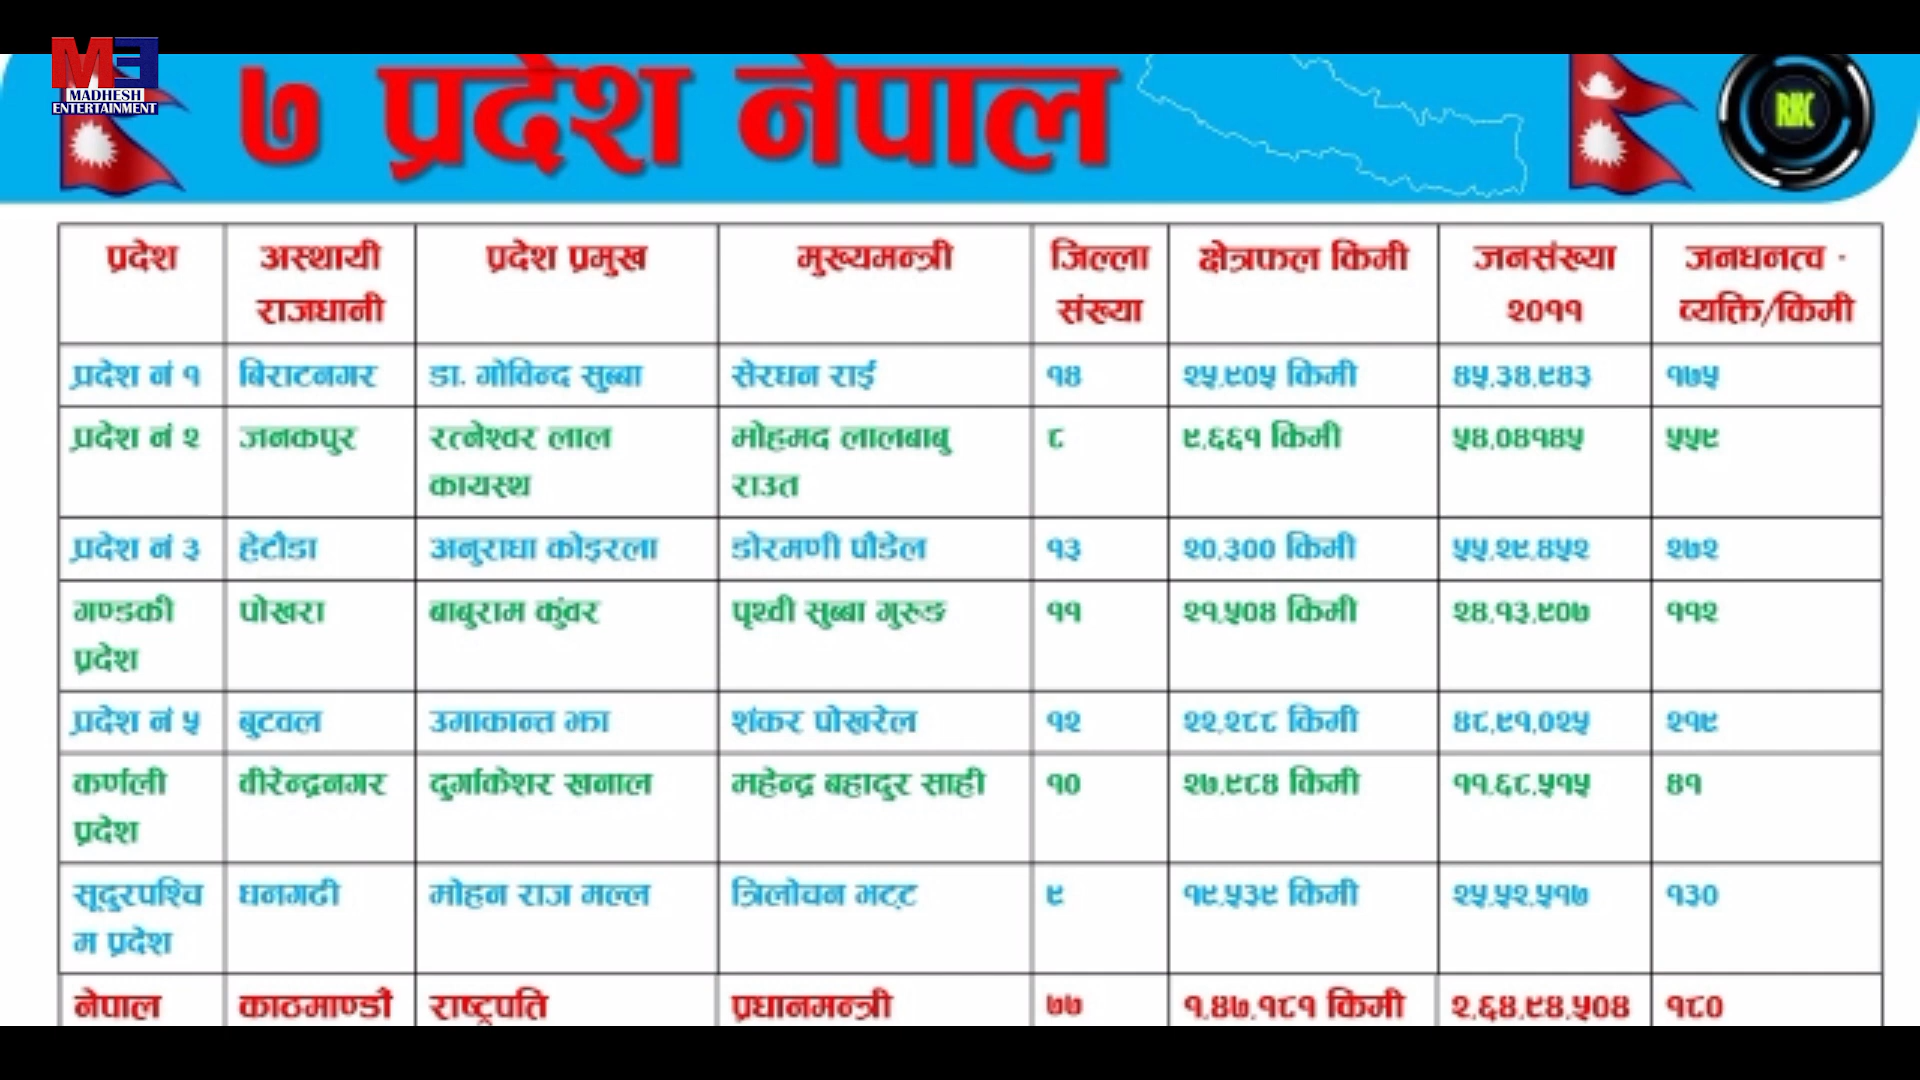 ME
MADHESH
ENTERTAINMENT
७ प्रदेश नेपाल
RKC
प्रदेश अस्थायी राजधानी प्रदेश प्रमुख मुख्यमन्त्री जिल्ला संख्या क्षेत्रफल किमी जनसंख्या २०११ जनधनत्व - व्यक्ति/किमी
प्रदेश नं १ बिराटनगर डा. गोविन्द सुब्बा सेरधन राई १४ २५,९०५ किमी ४५,३४,९४३ १७५
प्रदेश नं २ जनकपुर रत्नेश्वर लाल कायस्थ मोहमद लालबाबु राउत ८ ९,६६१ किमी ५४,०४१४५ ५५९
प्रदेश नं ३ हेटौडा अनुराधा कोइरला डोरमणी पौडेल १३ २०,३०० किमी ५५,२९,४५२ २७२
गण्डकी प्रदेश पोखरा बाबुराम कुंवर पृथ्वी सुब्बा गुरुङ ११ २१,५०४ किमी २४,१३,९०७ ११२
प्रदेश नं ५ बुटवल उमाकान्त झा शंकर पोखरेल १२ २२,२८८ किमी ४८,९१,०२५ २१९
कर्णली प्रदेश वीरेन्द्रनगर दुर्गाकेशर खनाल महेन्द्र बहादुर साही १० २७,९८४ किमी ११,६८,५१५ ४१
सूदुरपश्चिम प्रदेश धनगढी मोहन राज मल्ल त्रिलोचन भट्ट ९ १९,५३९ किमी २५,५२,५१७ १३०
नेपाल काठमाण्डौं राष्ट्रपति प्रधानमन्त्री ७७ १,४७,१८१ किमी २,६४,९४,५०४ १८०